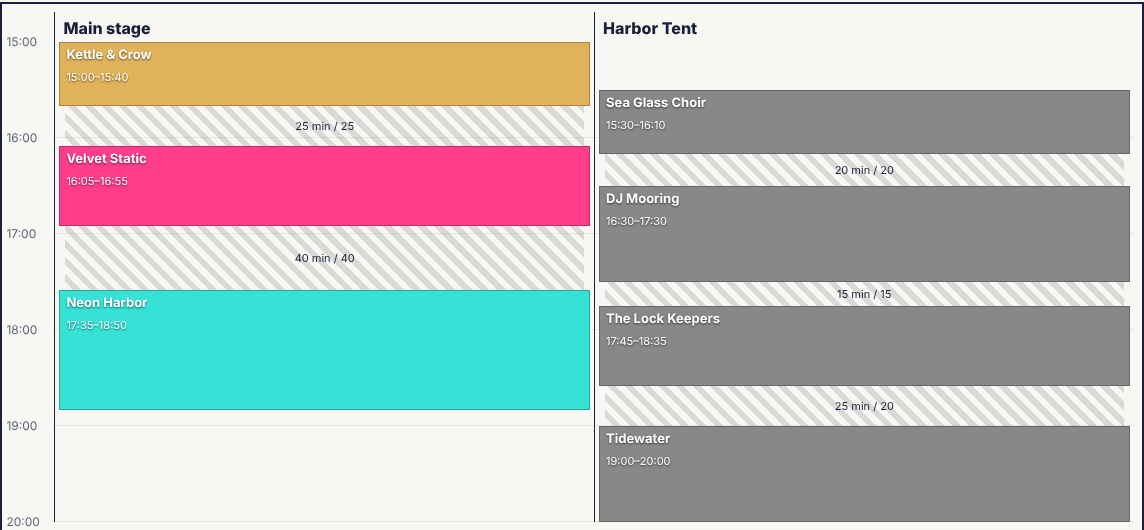 Main stage
Harbor Tent
15:00
Kettle & Crow
15:00–15:40
25 min / 25
16:00
Velvet Static
16:05–16:55
17:00
40 min / 40
Neon Harbor
17:35–18:50
18:00
19:00
20:00
Sea Glass Choir
15:30–16:10
20 min / 20
DJ Mooring
16:30–17:30
15 min / 15
The Lock Keepers
17:45–18:35
25 min / 20
Tidewater
19:00–20:00